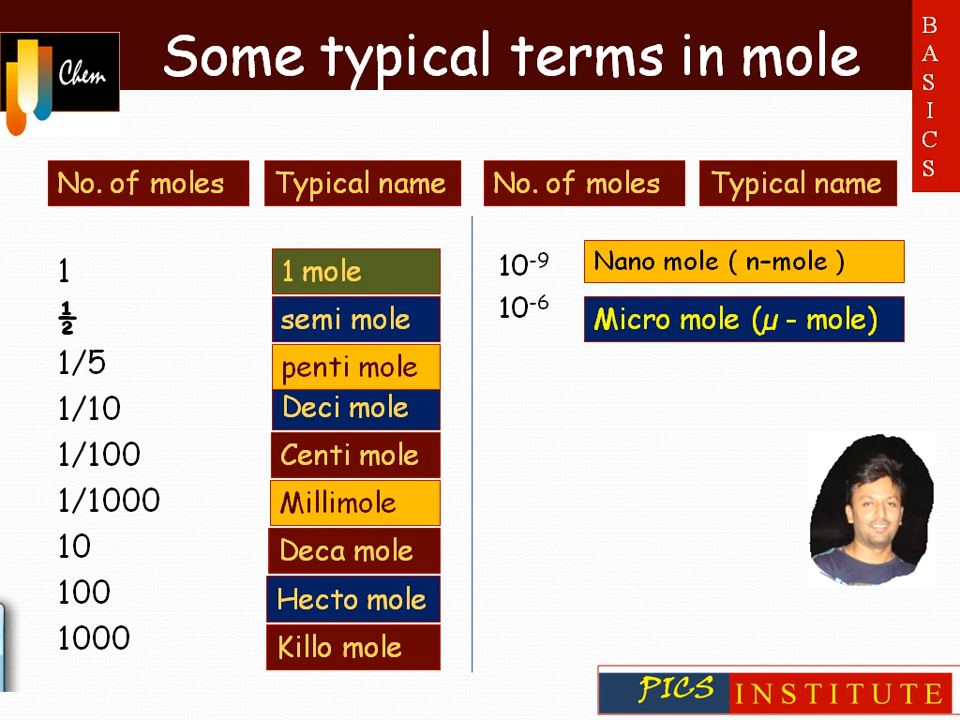 Some typical terms in mole
Chem
B
A
S
I
C
S
No. of moles Typical name No. of moles Typical name
1 1 mole
½ semi mole
1/5 penti mole
1/10 Deci mole
1/100 Centi mole
1/1000 Millimole
10 Deca mole
100 Hecto mole
1000 Killo mole
10⁻⁹ Nano mole ( n–mole )
10⁻⁶ Micro mole (µ - mole)
PICS INSTITUTE